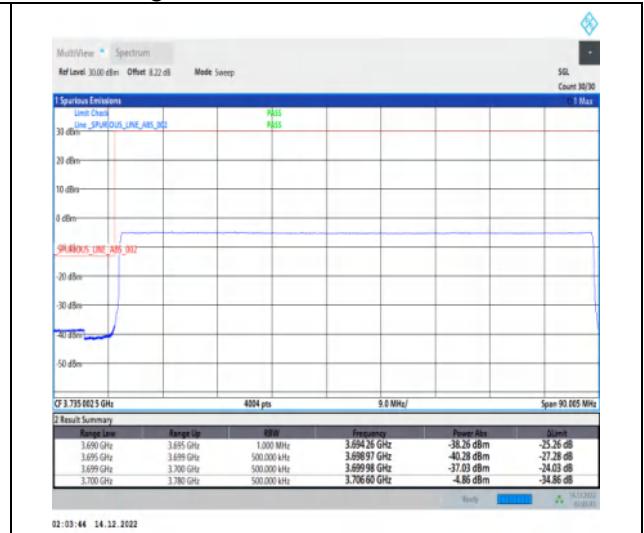 MultiView Spectrum
Ref Level 30.00 dBm Offset 8.22 dB Mode Sweep SGL
Count 30/30
1 Spurious Emissions 1 Max
Limit Check PASS
Line _SPURIOUS_LINE_ABS_002 PASS
30 dBm
20 dBm
10 dBm
0 dBm
_SPURIOUS_LINE_ABS_002
-20 dBm
-30 dBm
-40 dBm
-50 dBm
CF 3.735 002 5 GHz 4004 pts 9.0 MHz/ Span 90.005 MHz
2 Result Summary
Range Low Range Up RBW Frequency Power Abs ΔLimit
3.690 GHz 3.695 GHz 1.000 MHz 3.694 26 GHz -38.26 dBm -25.26 dB
3.695 GHz 3.699 GHz 500.000 kHz 3.698 97 GHz -40.28 dBm -27.28 dB
3.699 GHz 3.700 GHz 500.000 kHz 3.699 98 GHz -37.03 dBm -24.03 dB
3.700 GHz 3.780 GHz 500.000 kHz 3.706 60 GHz -4.86 dBm -34.86 dB
Ready 14.12.2022
02:03:44 14.12.2022